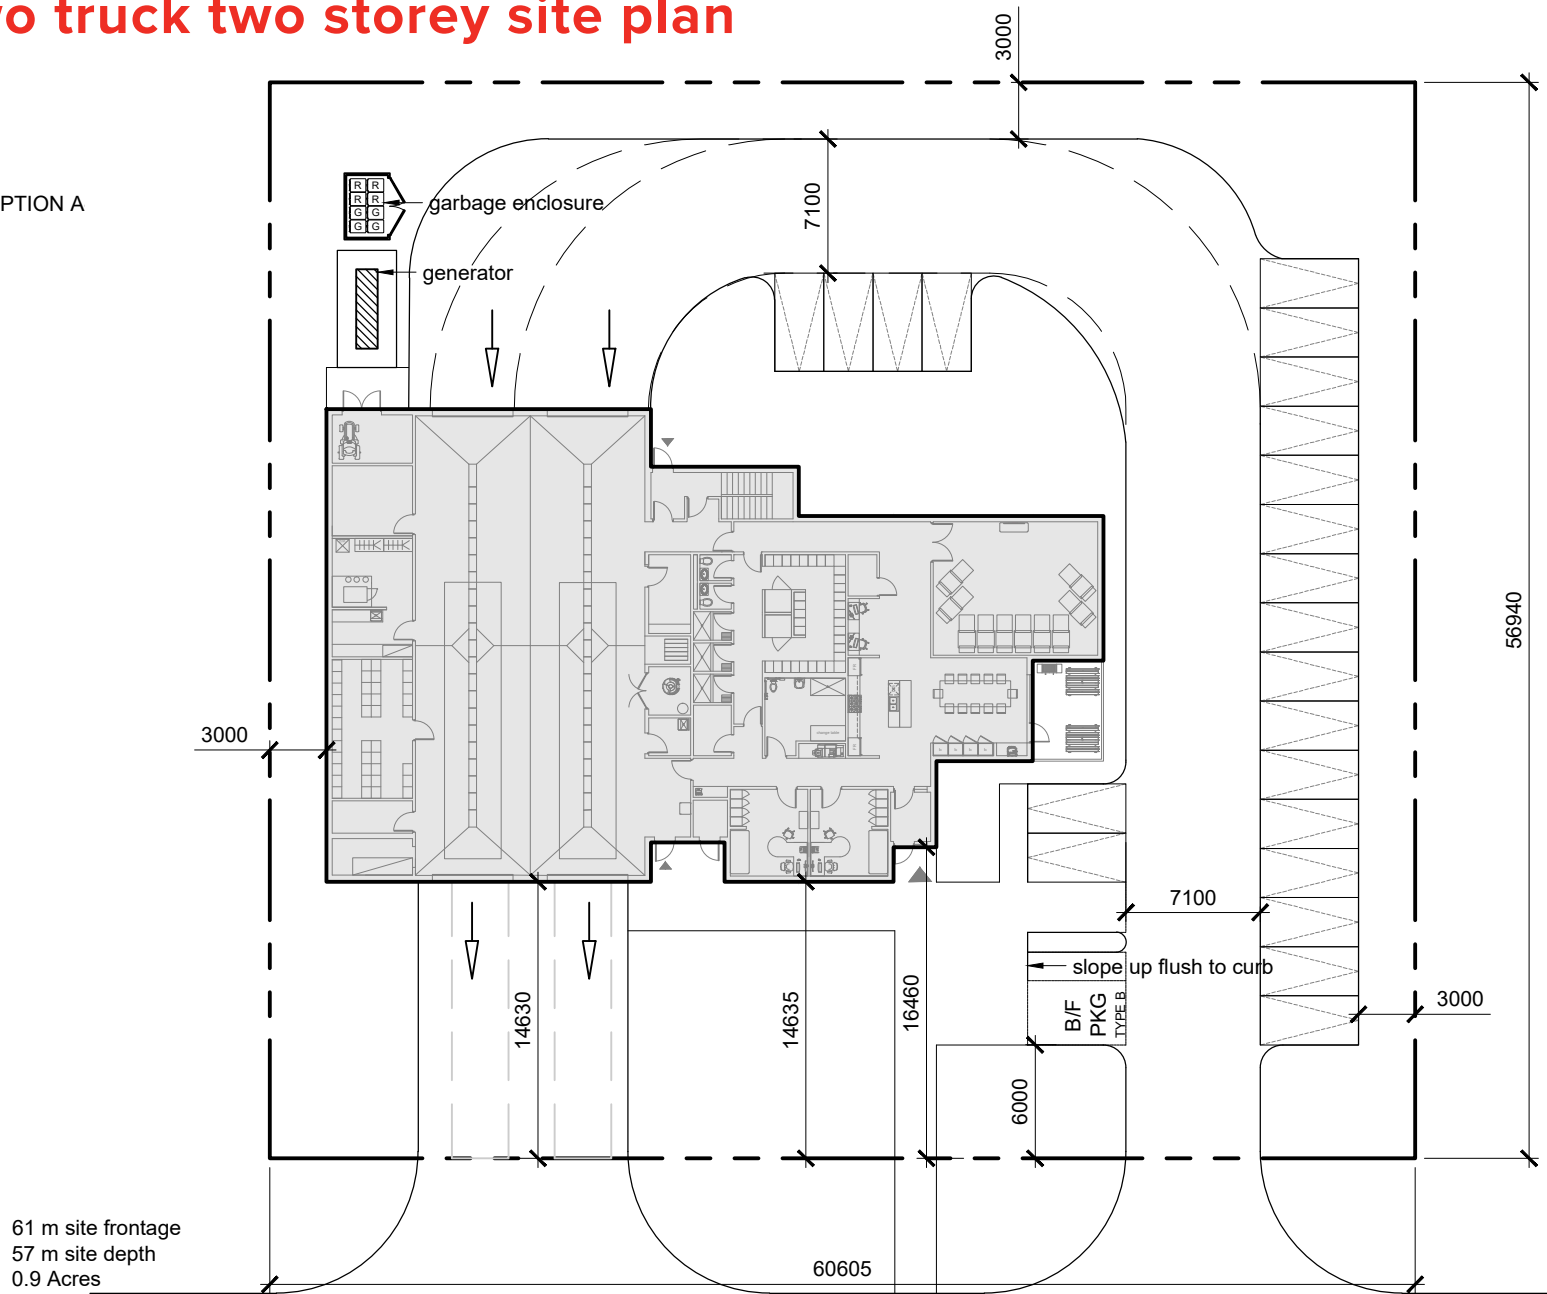 vo truck two storey site plan
3000
PTION A
R R
R R
G G
G G
garbage enclosure
7100
generator
56940
3000
7100
slope up flush to curb
3000
14630
14635
16460
B/F
PKG
TYPE B
6000
61 m site frontage
57 m site depth
0.9 Acres
60605